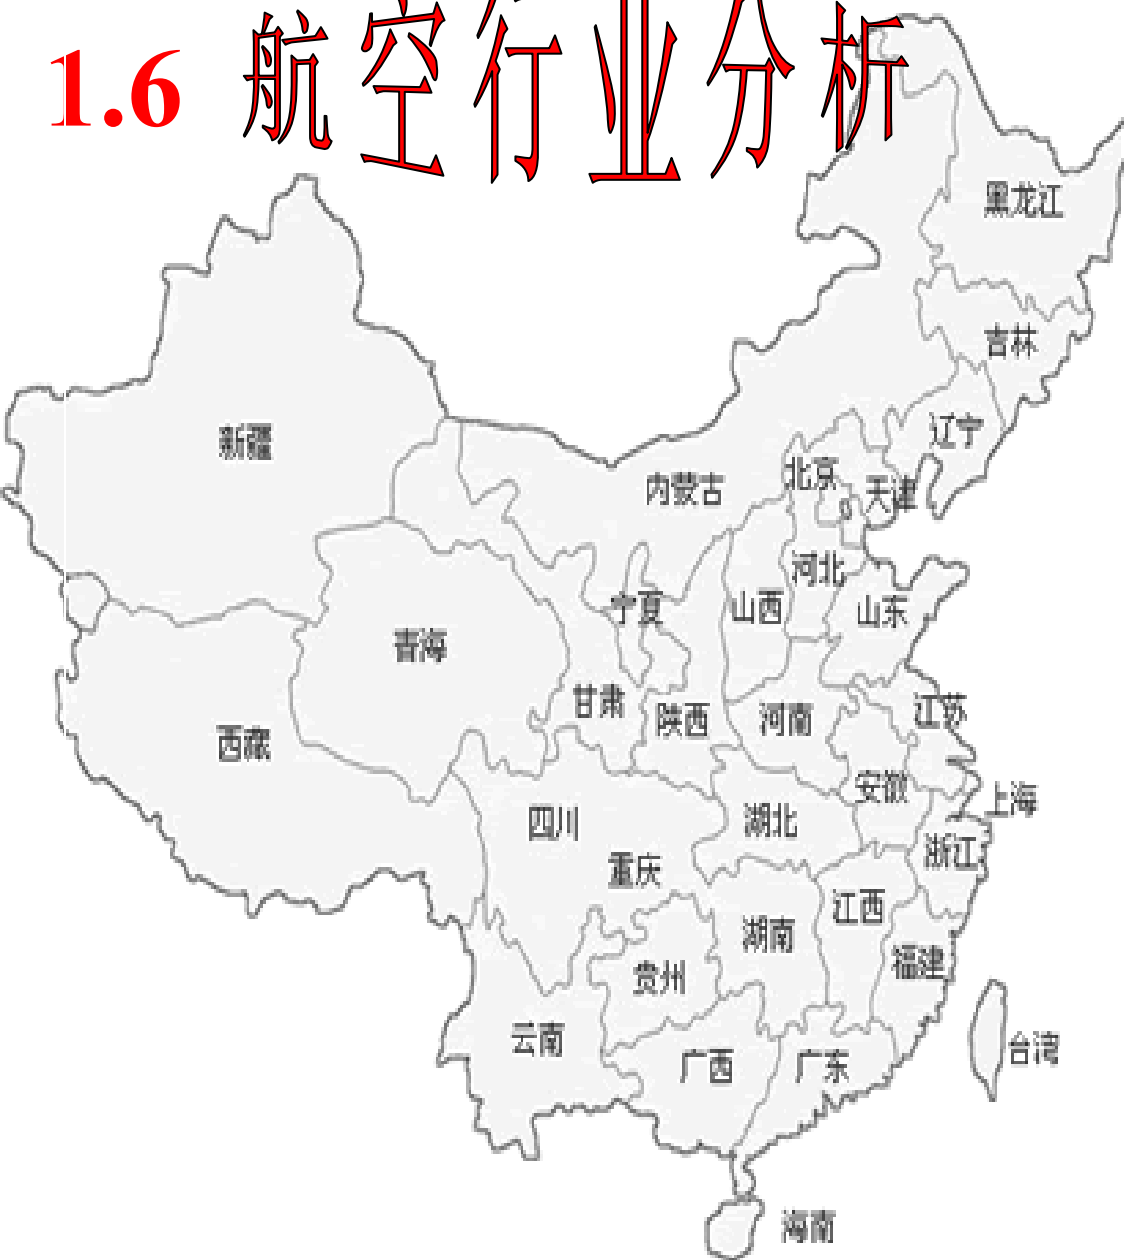 1.6 航空行业分析
黑龙江
吉林
辽宁
新疆
内蒙古
北京
天津
河北
宁夏
山西
山东
青海
甘肃
陕西
河南
江苏
西藏
安徽
上海
四川
湖北
浙江
重庆
江西
湖南
福建
贵州
云南
台湾
广西
广东
海南